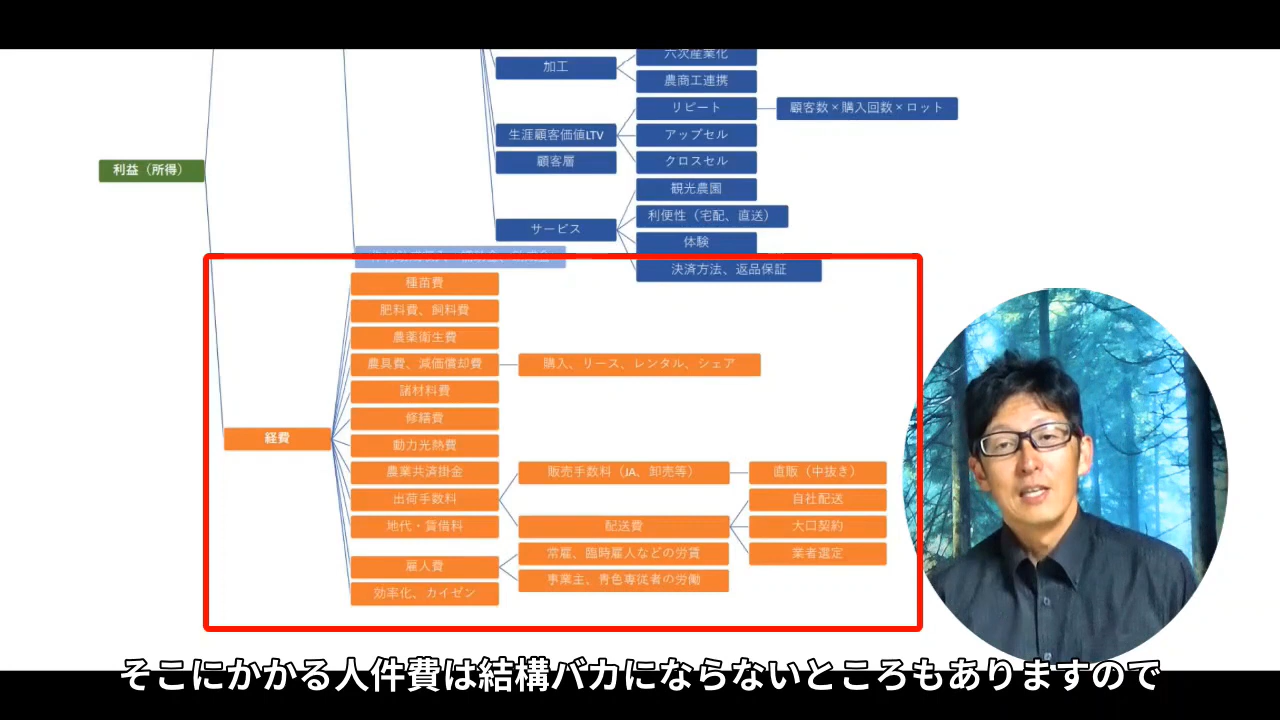 六次産業化
加工
農商工連携
リピート
顧客数×購入回数×ロット
生涯顧客価値LTV
アップセル
顧客層
クロスセル
利益（所得）
観光農園
利便性（宅配、直送）
サービス
体験
決済方法、返品保証
種苗費
肥料費、飼料費
農薬衛生費
農具費、減価償却費
購入、リース、レンタル、シェア
諸材料費
修繕費
経費
動力光熱費
農業共済掛金
販売手数料（JA、卸売等）
直販（中抜き）
出荷手数料
自社配送
地代・賃借料
配送費
大口契約
常雇、臨時雇人などの労賃
業者選定
雇人費
事業主、青色専従者の労働
効率化、カイゼン
そこにかかる人件費は結構バカにならないところもありますので